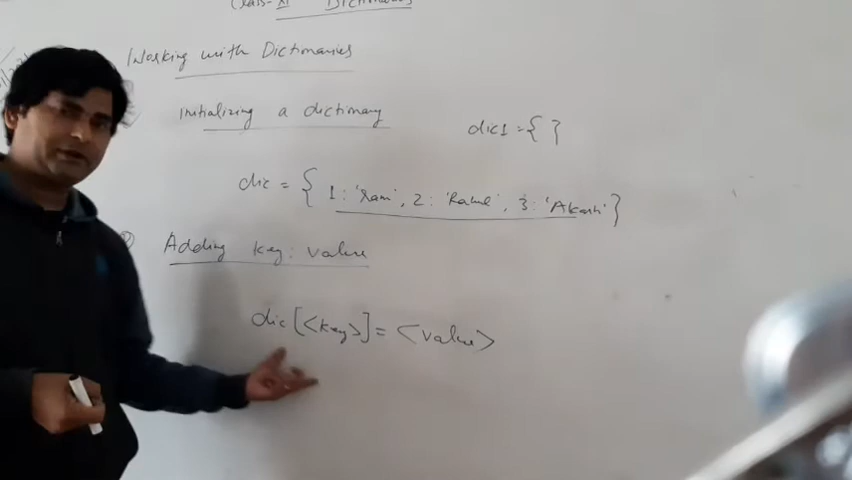 Class-XI Dictionaries
Working with Dictionaries
Initializing a dictionary
dic1 = { }
dic = { 1: 'Ram', 2: 'Rahul', 3: 'Akash' }
Adding key: value
dic[<key>] = <value>